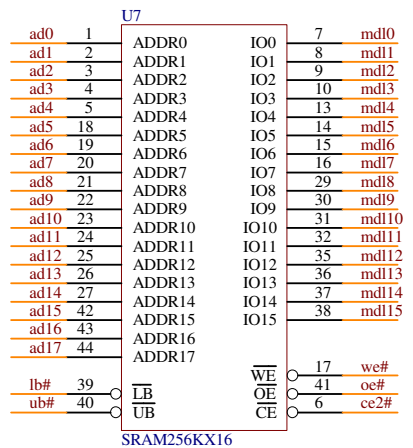 U7
ad0 1 ADDR0 IO0 7 mdl0
ad1 2 ADDR1 IO1 8 mdl1
ad2 3 ADDR2 IO2 9 mdl2
ad3 4 ADDR3 IO3 10 mdl3
ad4 5 ADDR4 IO4 13 mdl4
ad5 18 ADDR5 IO5 14 mdl5
ad6 19 ADDR6 IO6 15 mdl6
ad7 20 ADDR7 IO7 16 mdl7
ad8 21 ADDR8 IO8 29 mdl8
ad9 22 ADDR9 IO9 30 mdl9
ad10 23 ADDR10 IO10 31 mdl10
ad11 24 ADDR11 IO11 32 mdl11
ad12 25 ADDR12 IO12 35 mdl12
ad13 26 ADDR13 IO13 36 mdl13
ad14 27 ADDR14 IO14 37 mdl14
ad15 42 ADDR15 IO15 38 mdl15
ad16 43 ADDR16
ad17 44 ADDR17
WE 17 we#
lb# 39 LB OE 41 oe#
ub# 40 UB CE 6 ce2#
SRAM256KX16